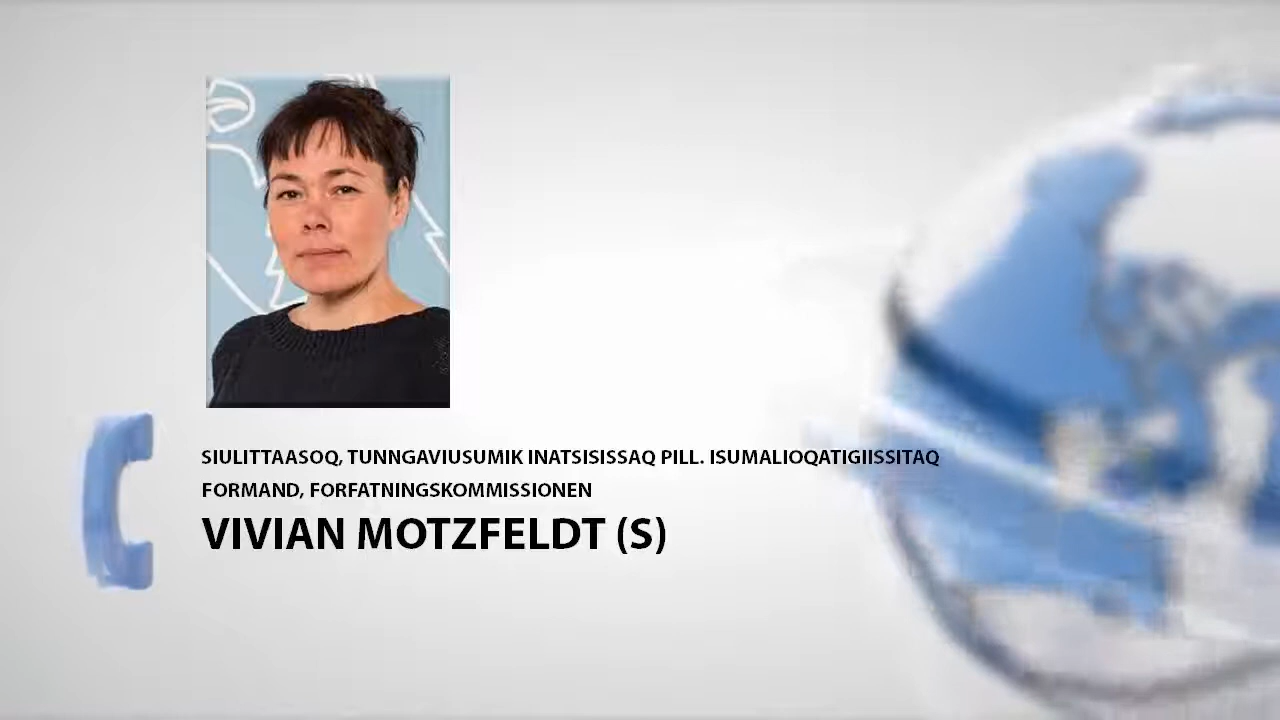 SIULITTAASOQ, TUNNGAVIUSUMIK INATSISISSAQ PILL. ISUMALIOQATIGIISSITAQ
FORMAND, FORFATNINGSKOMMISSIONEN
VIVIAN MOTZFELDT (S)